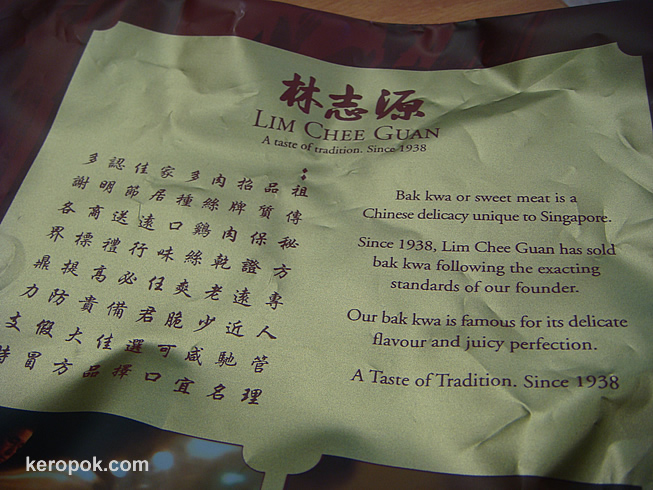 林志源
LIM CHEE GUAN
A taste of tradition. Since 1938
祖傳秘方專人管理
品質保證遠近馳名
招牌肉乾老少咸宜
肉絲鷄絲爽脆可口
多種口味任君選擇
家居遠行必備佳品
佳節送禮高貴大方
認明商標提防假冒
多謝各界鼎力支持
Bak kwa or sweet meat is a
Chinese delicacy unique to Singapore.
Since 1938, Lim Chee Guan has sold
bak kwa following the exacting
standards of our founder.
Our bak kwa is famous for its delicate
flavour and juicy perfection.
A Taste of Tradition. Since 1938
keropok.com